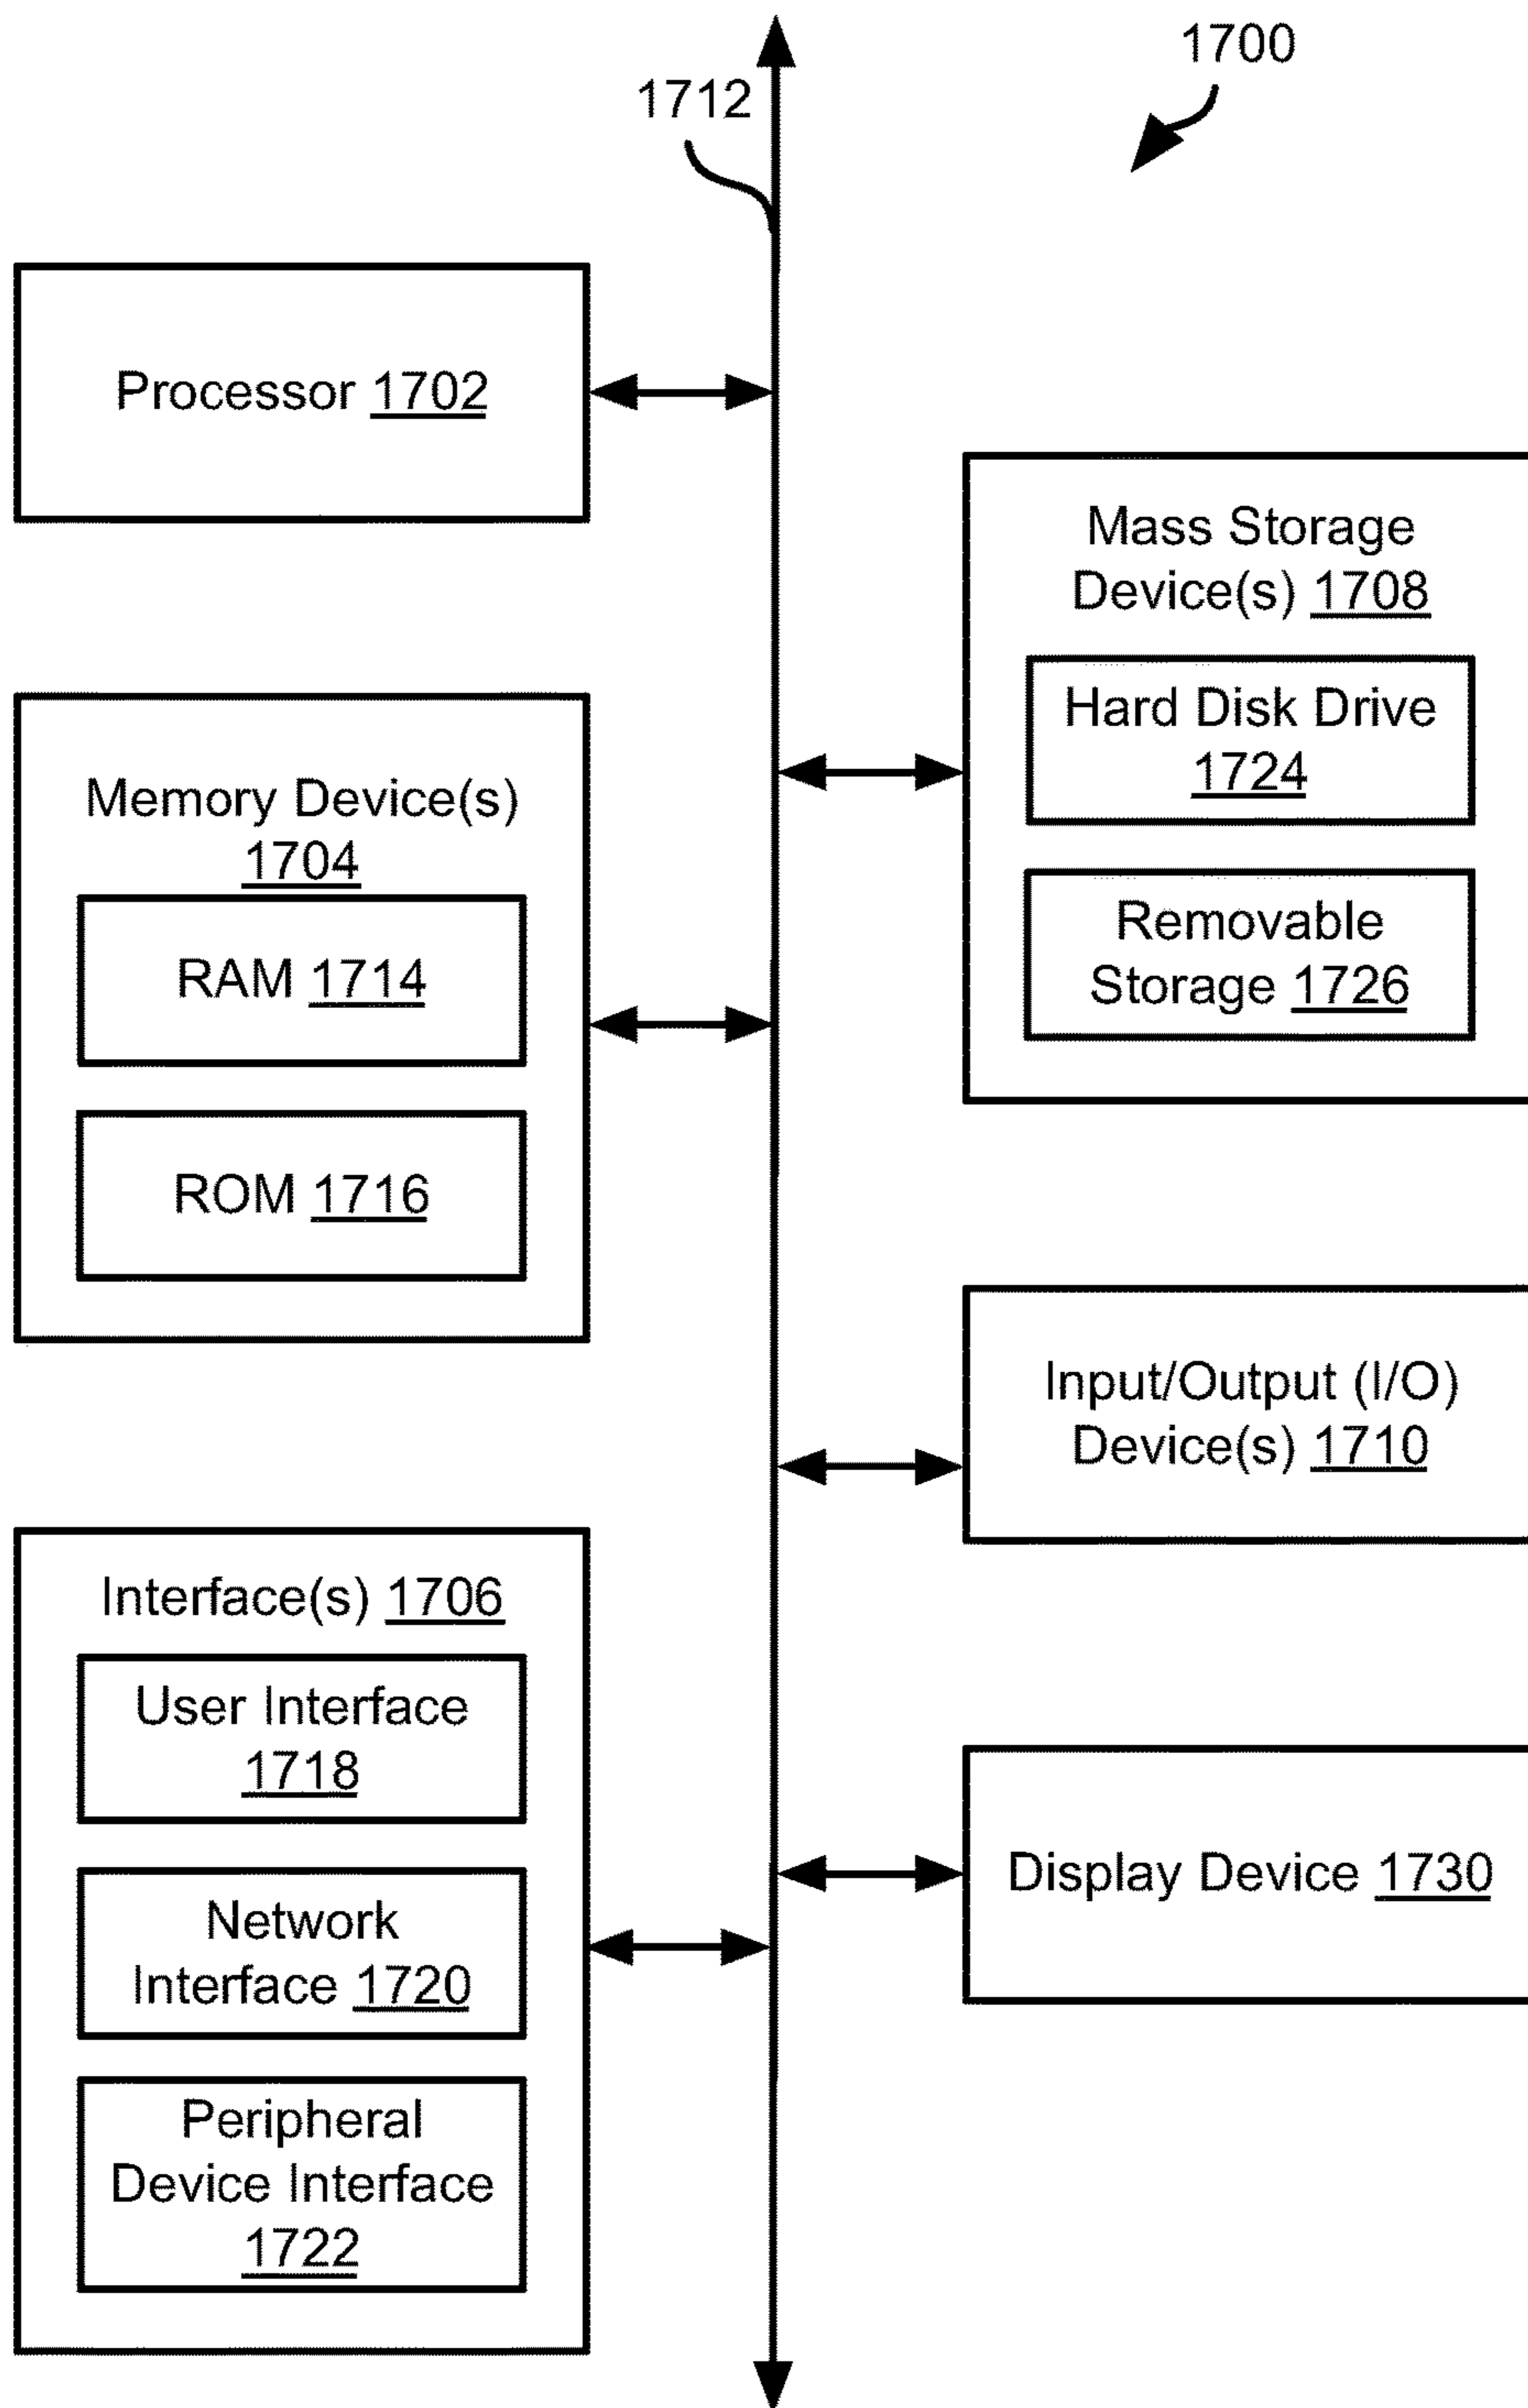 1700
1712
Processor 1702
Mass Storage
Device(s) 1708
Hard Disk Drive
1724
Removable
Storage 1726
Memory Device(s)
1704
RAM 1714
ROM 1716
Input/Output (I/O)
Device(s) 1710
Interface(s) 1706
User Interface
1718
Network
Interface 1720
Peripheral
Device Interface
1722
Display Device 1730